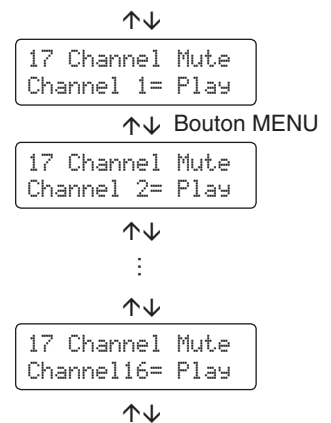 ↑↓
17 Channel Mute
Channel 1= Play
↑↓ Bouton MENU
17 Channel Mute
Channel 2= Play
↑↓
⋮
↑↓
17 Channel Mute
Channel16= Play
↑↓